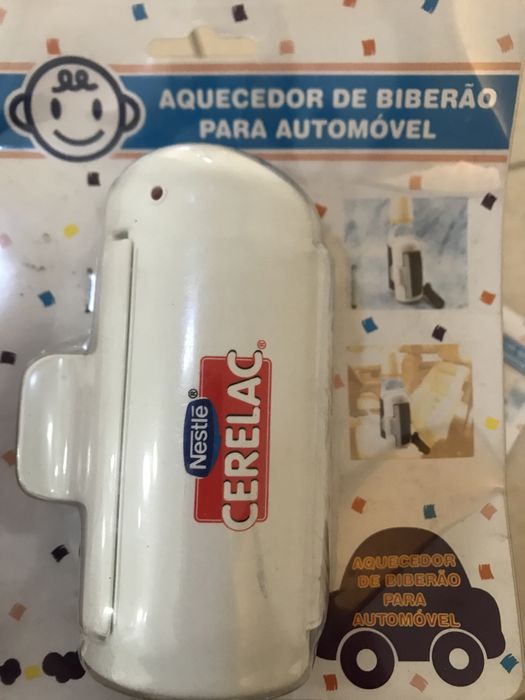 AQUECEDOR DE BIBERÃO
PARA AUTOMÓVEL
Nestlé®
CERELAC®
AQUECEDOR
DE BIBERÃO
PARA
AUTOMÓVEL